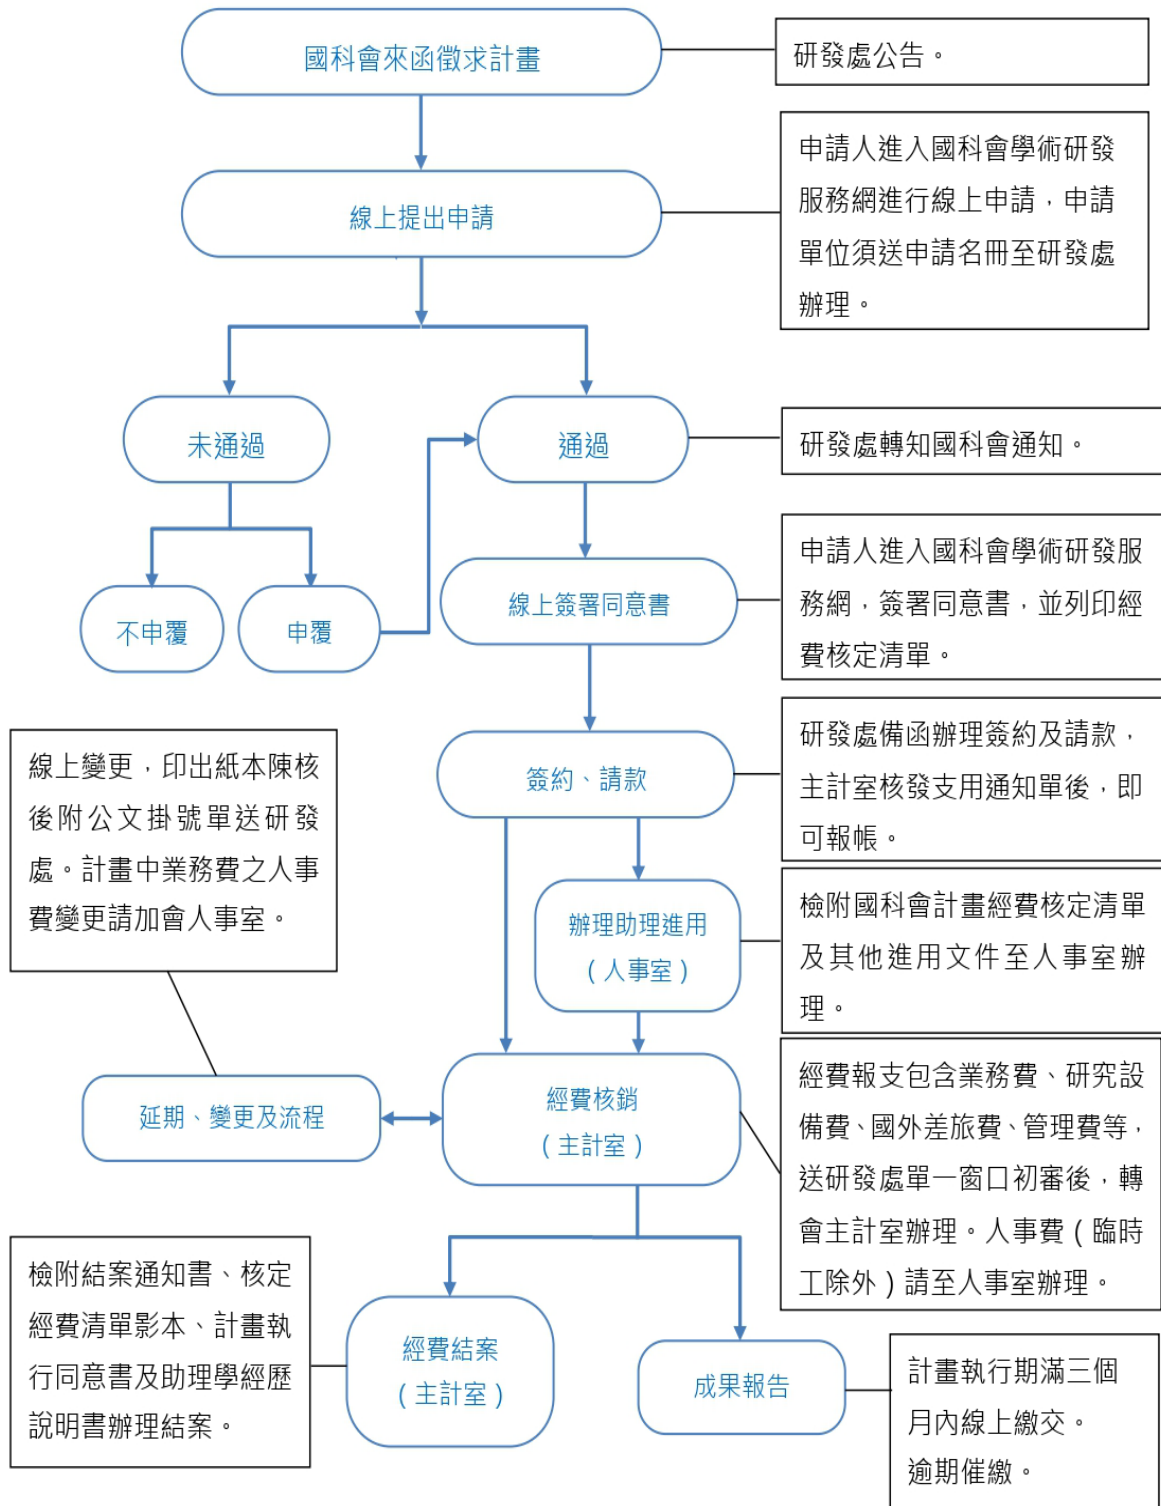 國科會來函徵求計畫
研發處公告。
線上提出申請
申請人進入國科會學術研發
服務網進行線上申請，申請
單位須送申請名冊至研發處
辦理。
未通過
通過
研發處轉知國科會通知。
不申覆
申覆
線上簽署同意書
申請人進入國科會學術研發服
務網，簽署同意書，並列印經
費核定清單。
簽約、請款
研發處備函辦理簽約及請款，
主計室核發支用通知單後，即
可報帳。
線上變更，印出紙本陳核
後附公文掛號單送研發
處。計畫中業務費之人事
費變更請加會人事室。
辦理助理進用
（人事室）
檢附國科會計畫經費核定清單
及其他進用文件至人事室辦
理。
延期、變更及流程
經費核銷
（主計室）
經費報支包含業務費、研究設
備費、國外差旅費、管理費等，
送研發處單一窗口初審後，轉
會主計室辦理。人事費（臨時
工除外）請至人事室辦理。
檢附結案通知書、核定
經費清單影本、計畫執
行同意書及助理學經歷
說明書辦理結案。
經費結案
（主計室）
成果報告
計畫執行期滿三個
月內線上繳交。
逾期催繳。